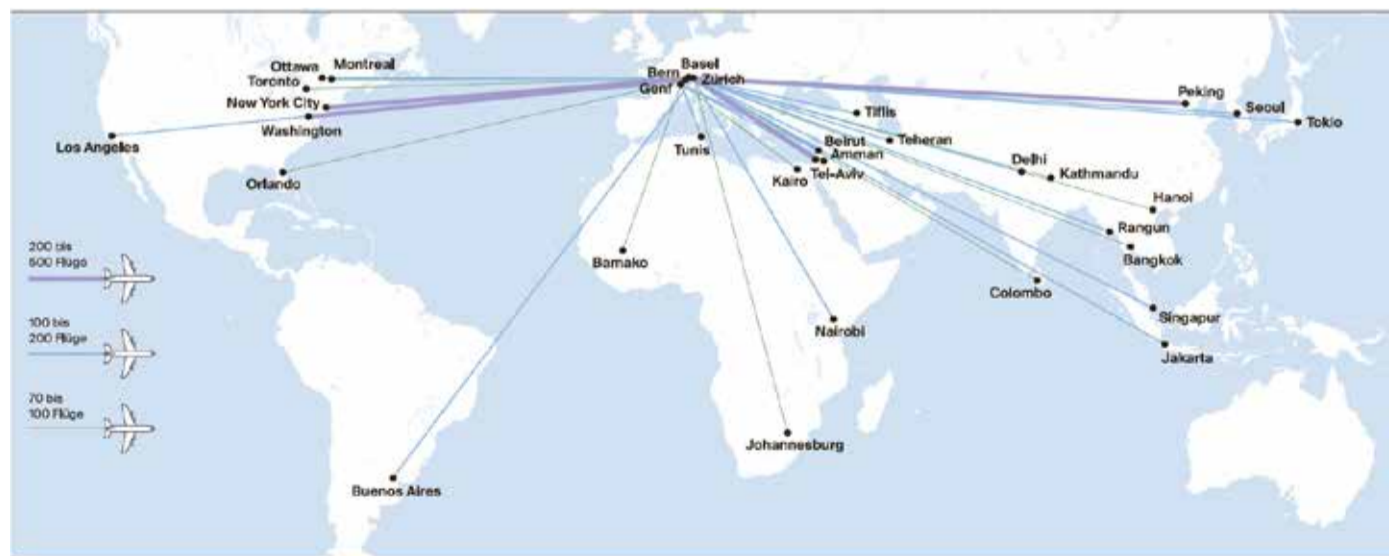 Ottawa
Montreal
Toronto
New York City
Washington
Los Angeles
Orlando
Basel
Bern
Zürich
Genf
Tunis
Tiflis
Beirut
Teheran
Amman
Tel-Aviv
Kairo
Peking
Seoul
Tokio
Delhi
Kathmandu
Hanoi
Rangun
Bangkok
Colombo
Singapur
Jakarta
Bamako
Nairobi
Johannesburg
Buenos Aires
200 bis
500 Flüge
100 bis
200 Flüge
70 bis
100 Flüge